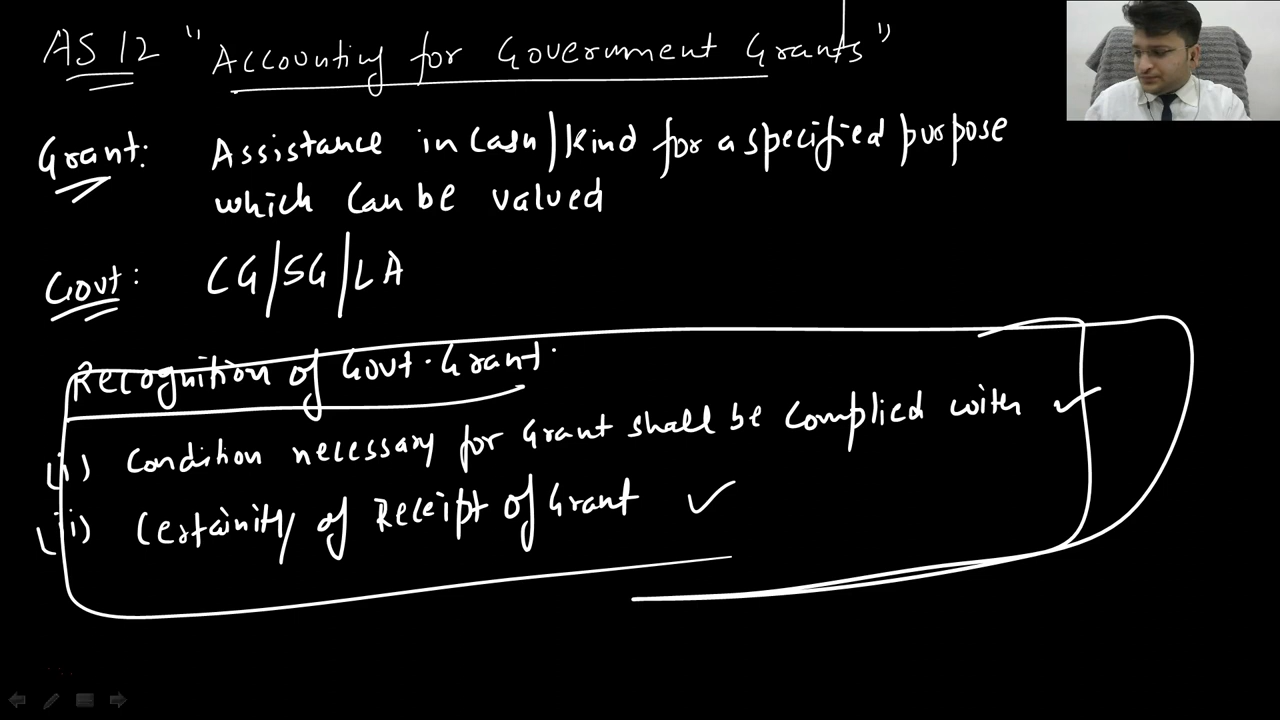 AS 12 "Accounting for Government Grants"
Grant: Assistance in Cash/Kind for a specified purpose
which can be valued
Govt: CG/SG/LA
Recognition of Govt. Grant.
(i) Condition necessary for Grant shall be complied with ✓
(ii) Certainity of Receipt of Grant ✓